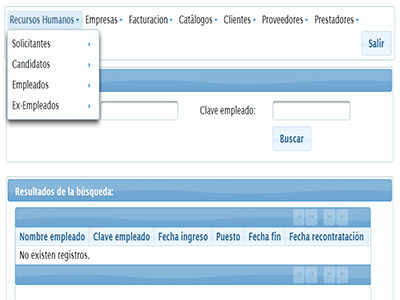 Recursos Humanos Empresas Facturacion Catálogos Clientes Proveedores Prestadores
Salir
Solicitantes
Candidatos
Empleados
Ex-Empleados
Clave empleado:
Buscar
Resultados de la búsqueda:
Nombre empleado Clave empleado Fecha ingreso Puesto Fecha fin Fecha recontratación
No existen registros.